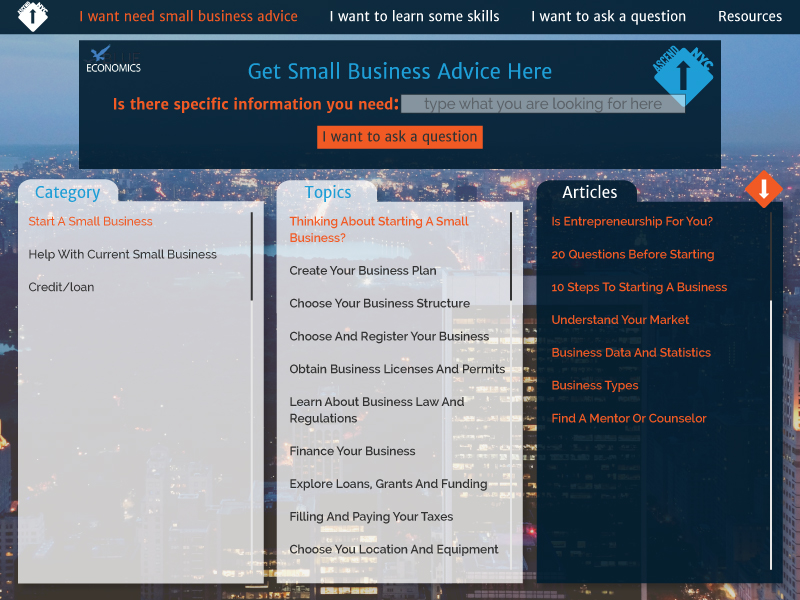 ASCEND NYC
I want need small business advice
I want to learn some skills
I want to ask a question
Resources
ECONOMICS
Get Small Business Advice Here
ASCEND NYC
Is there specific information you need:
type what you are looking for here
I want to ask a question
Category
Start A Small Business
Help With Current Small Business
Credit/loan
Topics
Thinking About Starting A Small
Business?
Create Your Business Plan
Choose Your Business Structure
Choose And Register Your Business
Obtain Business Licenses And Permits
Learn About Business Law And
Regulations
Finance Your Business
Explore Loans, Grants And Funding
Filling And Paying Your Taxes
Choose You Location And Equipment
Articles
Is Entrepreneurship For You?
20 Questions Before Starting
10 Steps To Starting A Business
Understand Your Market
Business Data And Statistics
Business Types
Find A Mentor Or Counselor